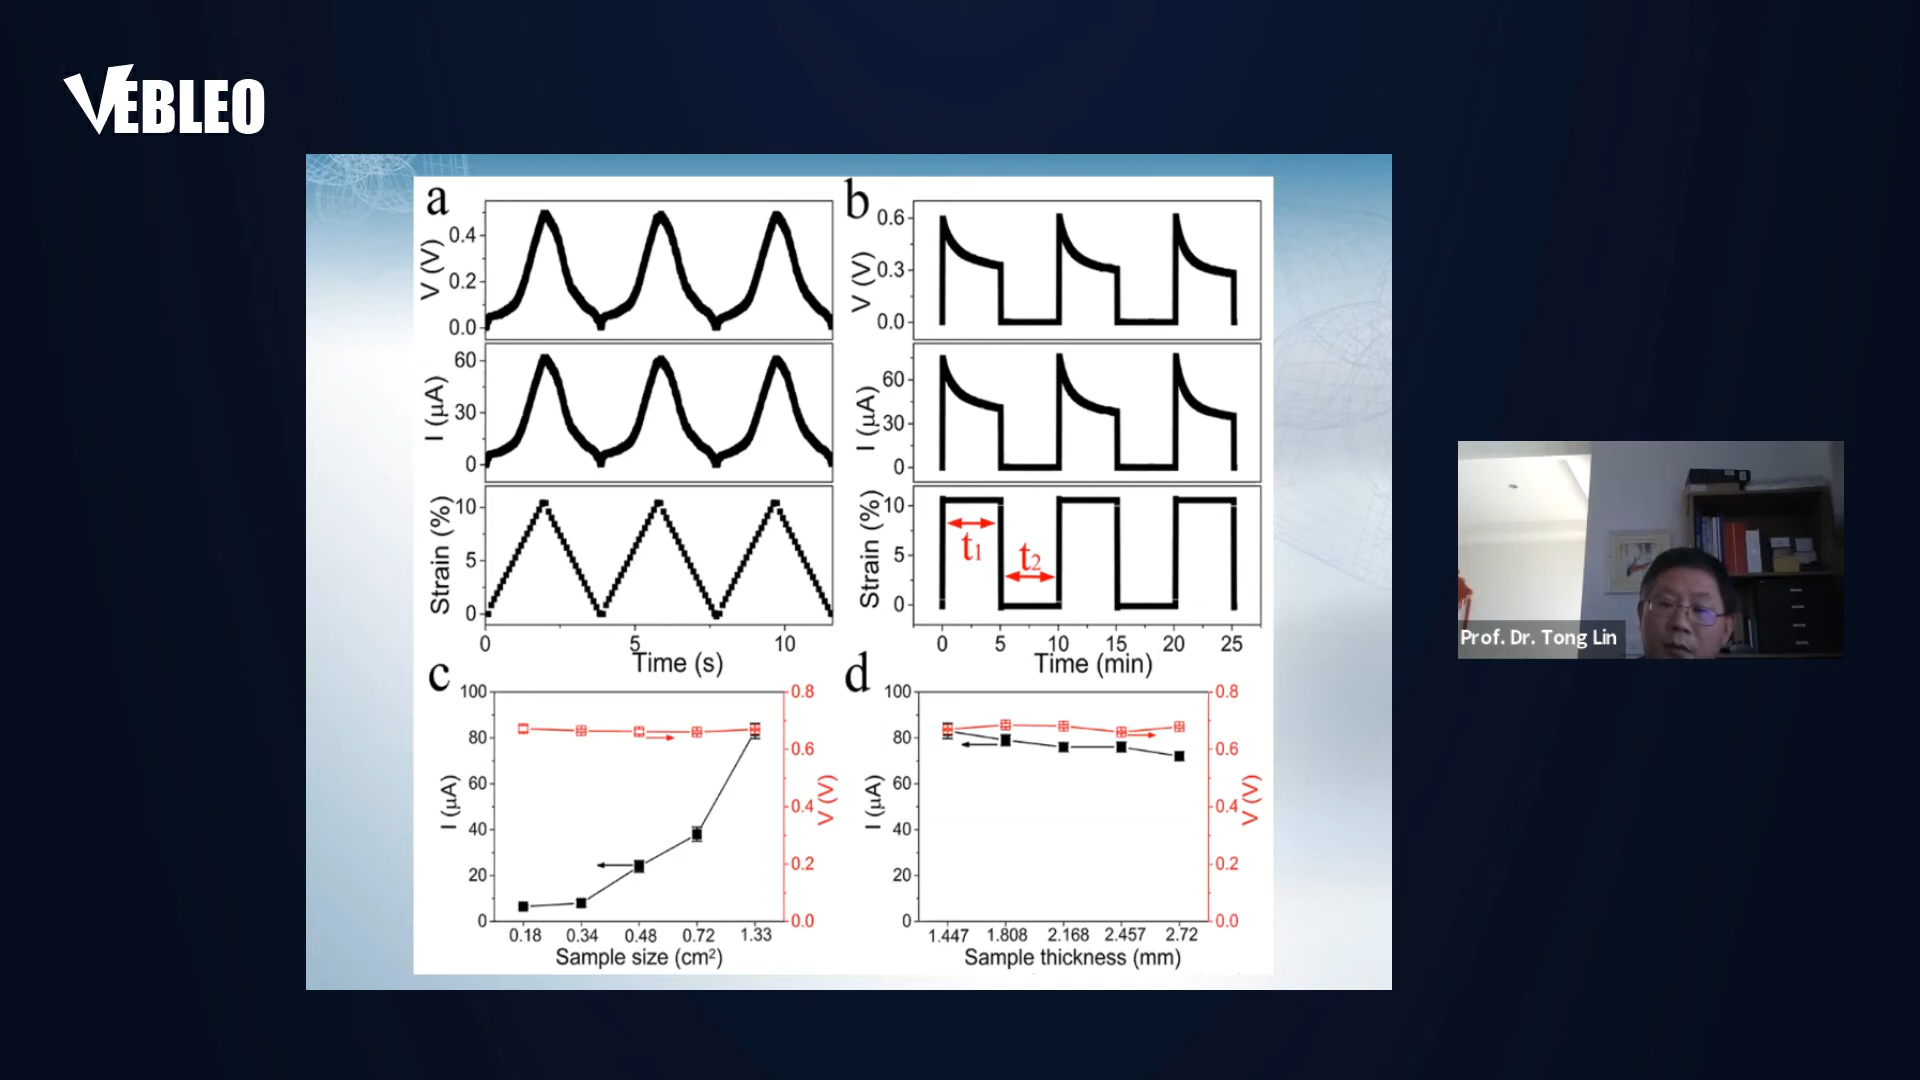 VEBLEO
a
V (V)
0.4
0.2
0.0
I (µA)
60
30
0
Strain (%)
10
5
0
0 5 10
Time (s)
b
V (V)
0.6
0.3
0.0
I (µA)
60
30
0
Strain (%)
10
5
0
t1
t2
0 5 10 15 20 25
Time (min)
c
I (µA)
100
80
60
40
20
0
0.8
0.6
0.4
0.2
0.0
V (V)
0.18 0.34 0.48 0.72 1.33
Sample size (cm²)
d
I (µA)
100
80
60
40
20
0
0.8
0.6
0.4
0.2
0.0
V (V)
1.447 1.808 2.168 2.457 2.72
Sample thickness (mm)
Prof. Dr. Tong Lin